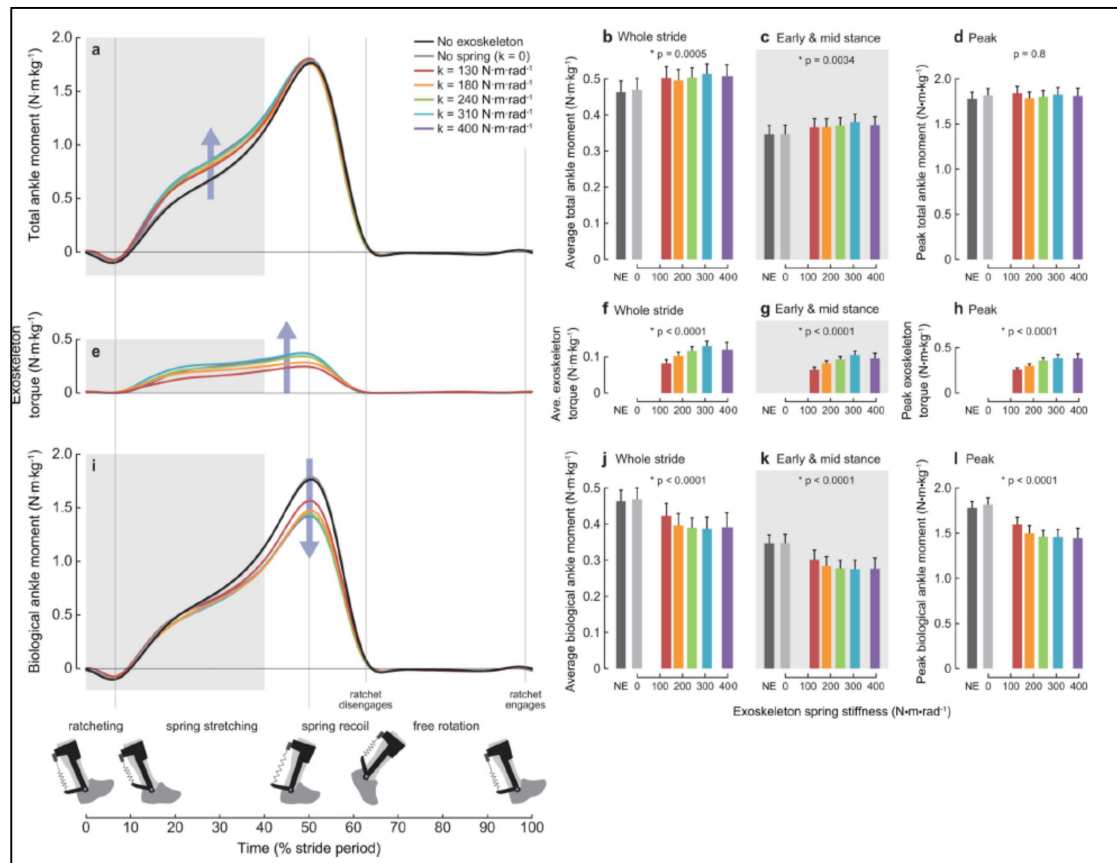 a
Total ankle moment (N·m·kg⁻¹)
2.0
1.5
1.0
0.5
0
No exoskeleton
No spring (k = 0)
k = 130 N·m·rad⁻¹
k = 180 N·m·rad⁻¹
k = 240 N·m·rad⁻¹
k = 310 N·m·rad⁻¹
k = 400 N·m·rad⁻¹
b Whole stride
* p = 0.0005
Average total ankle moment (N·m·kg⁻¹)
0.5
0.4
0.3
0.2
0.1
0
NE 0 100 200 300 400
c Early & mid stance
* p = 0.0034
NE 0 100 200 300 400
d Peak
p = 0.8
Peak total ankle moment (N•m•kg⁻¹)
2.0
1.5
1.0
0.5
0
NE 0 100 200 300 400
e
Exoskeleton
torque (N·m·kg⁻¹)
0.5
0
f Whole stride
* p < 0.0001
Ave. exoskeleton
torque (N·m·kg⁻¹)
0.1
0
NE 0 100 200 300 400
g Early & mid stance
* p < 0.0001
NE 0 100 200 300 400
h Peak
* p < 0.0001
Peak exoskeleton
torque (N•m•kg⁻¹)
0.5
0
NE 0 100 200 300 400
i
Biological ankle moment (N·m·kg⁻¹)
2.0
1.5
1.0
0.5
0
ratchet
disengages
ratchet
engages
j Whole stride
* p < 0.0001
Average biological ankle moment (N·m·kg⁻¹)
0.5
0.4
0.3
0.2
0.1
0
NE 0 100 200 300 400
k Early & mid stance
* p < 0.0001
NE 0 100 200 300 400
l Peak
* p < 0.0001
Peak biological ankle moment (N•m•kg⁻¹)
2.0
1.5
1.0
0.5
0
NE 0 100 200 300 400
Exoskeleton spring stiffness (N•m•rad⁻¹)
ratcheting spring stretching spring recoil free rotation
0 10 20 30 40 50 60 70 80 90 100
Time (% stride period)